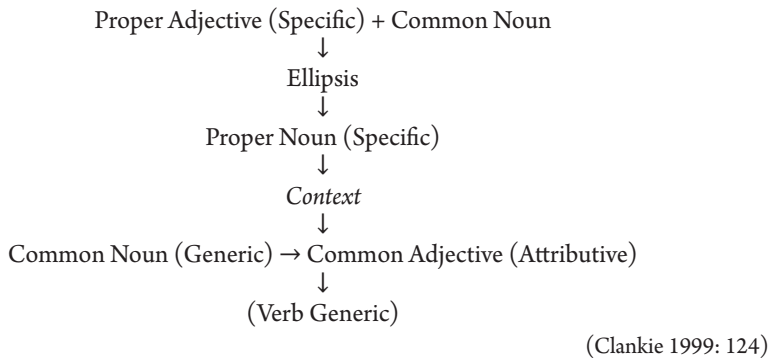 Proper Adjective (Specific) + Common Noun
↓
Ellipsis
↓
Proper Noun (Specific)
↓
Context
↓
Common Noun (Generic) → Common Adjective (Attributive)
↓
(Verb Generic)
(Clankie 1999: 124)